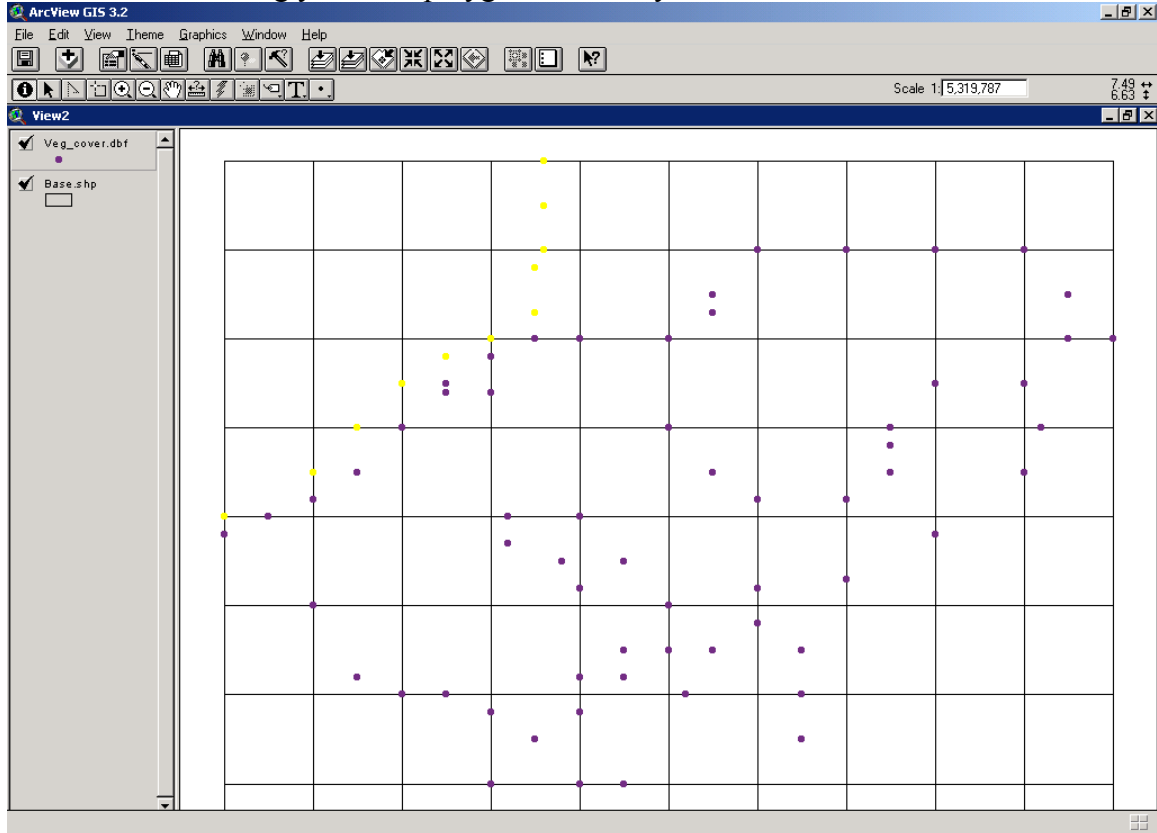 ArcView GIS 3.2
File Edit View Theme Graphics Window Help
Scale 1: 5,319,787
7.49
6.63
View2
Veg_cover.dbf
Base.shp